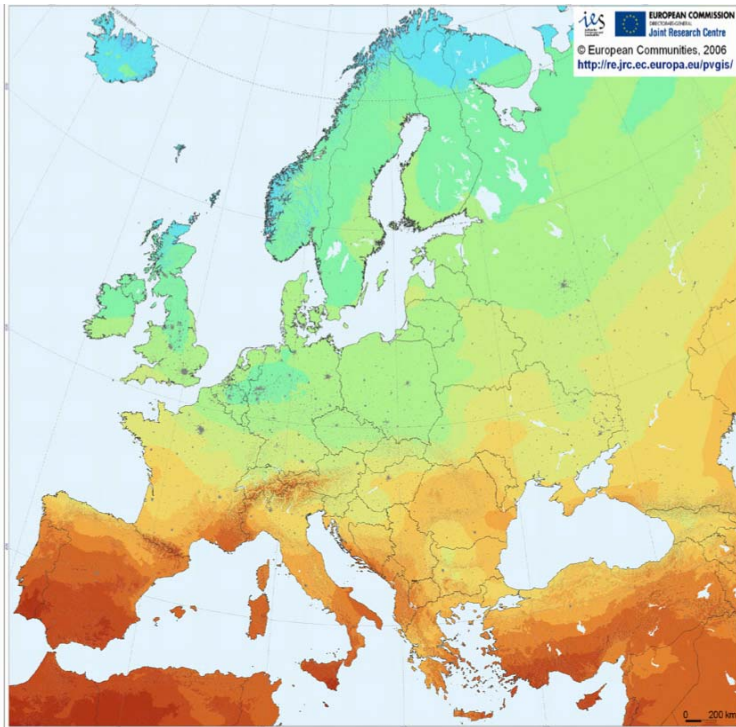 EUROPEAN COMMISSION
DIRECTORATE-GENERAL
Joint Research Centre
© European Communities, 2006
http://re.jrc.ec.europa.eu/pvgis/
0 200 km